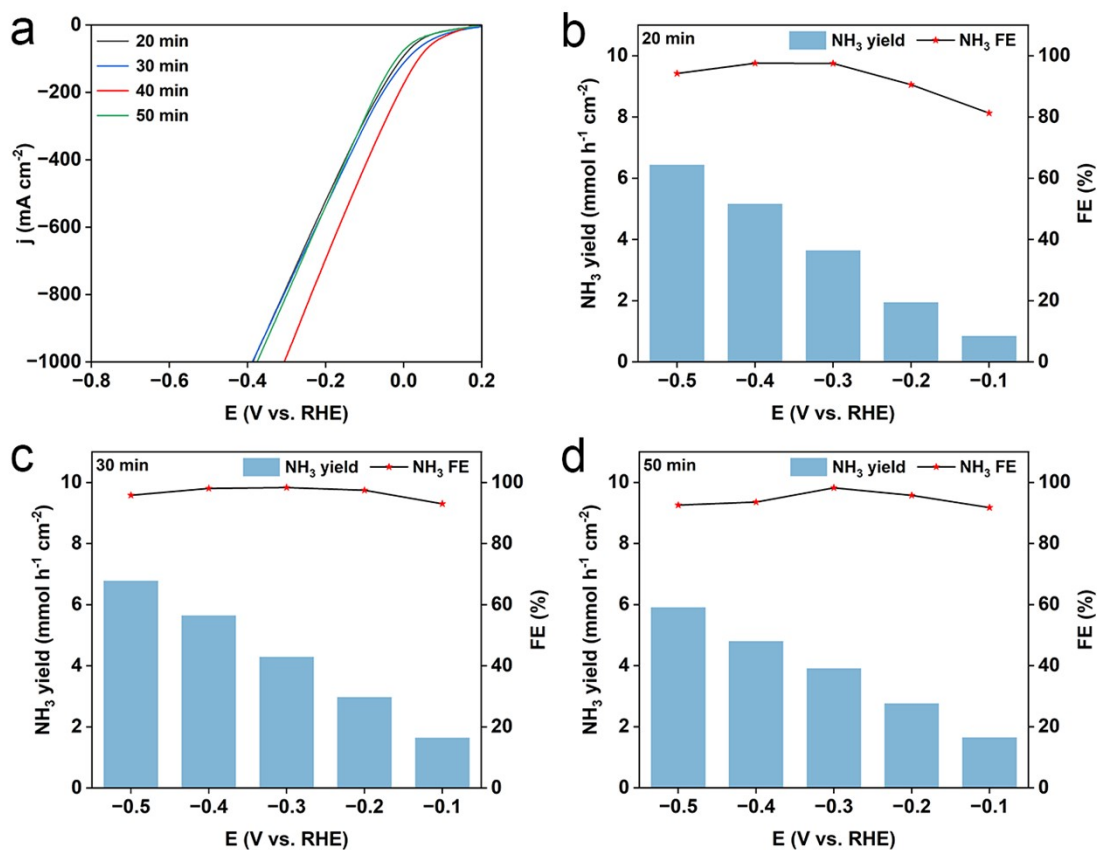 a
20 min
30 min
40 min
50 min
0
−200
−400
−600
−800
−1000
j (mA cm⁻²)
−0.8 −0.6 −0.4 −0.2 0.0 0.2
E (V vs. RHE)
b
20 min
NH₃ yield NH₃ FE
10
8
6
4
2
0
NH₃ yield (mmol h⁻¹ cm⁻²)
100
80
60
40
20
0
FE (%)
−0.5 −0.4 −0.3 −0.2 −0.1
E (V vs. RHE)
c
30 min
NH₃ yield NH₃ FE
10
8
6
4
2
0
NH₃ yield (mmol h⁻¹ cm⁻²)
100
80
60
40
20
0
FE (%)
−0.5 −0.4 −0.3 −0.2 −0.1
E (V vs. RHE)
d
50 min
NH₃ yield NH₃ FE
10
8
6
4
2
0
NH₃ yield (mmol h⁻¹ cm⁻²)
100
80
60
40
20
0
FE (%)
−0.5 −0.4 −0.3 −0.2 −0.1
E (V vs. RHE)